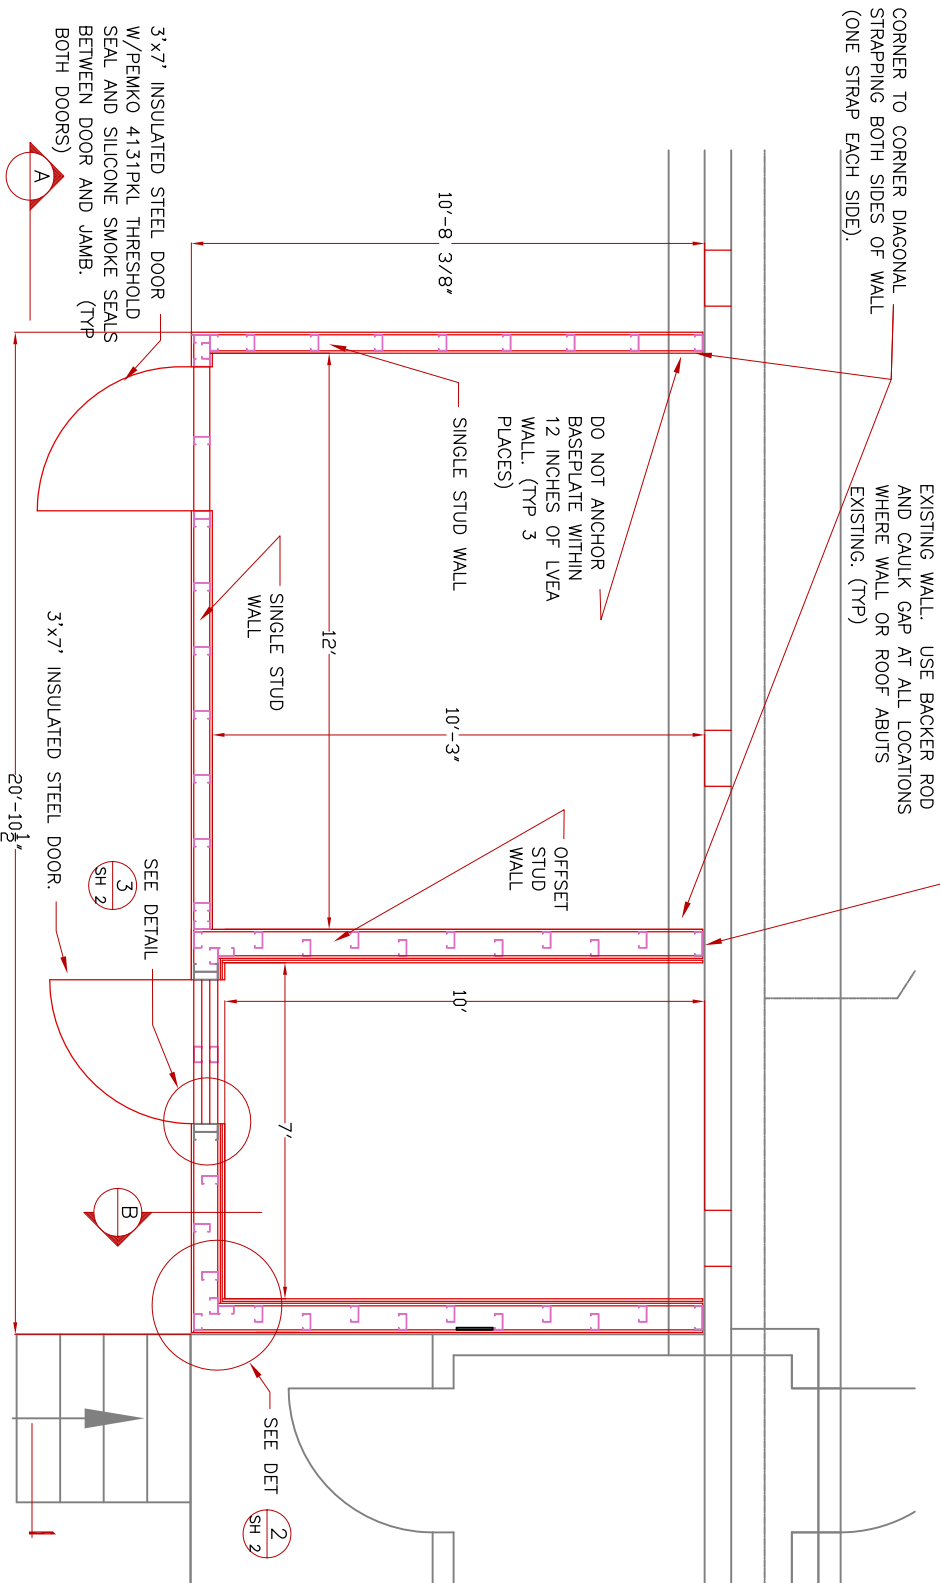 CORNER TO CORNER DIAGONAL
STRAPPING BOTH SIDES OF WALL
(ONE STRAP EACH SIDE).
EXISTING WALL. USE BACKER ROD
AND CAULK GAP AT ALL LOCATIONS
WHERE WALL OR ROOF ABUTS
EXISTING. (TYP)
10'-8 3/8"
DO NOT ANCHOR
BASEPLATE WITHIN
12 INCHES OF LVEA
WALL. (TYP 3
PLACES)
SINGLE STUD WALL
10'-3"
OFFSET
STUD
WALL
10'
12'
SINGLE STUD
WALL
7'
3'x7' INSULATED STEEL DOOR
W/PEMKO 4131PKL THRESHOLD
SEAL AND SILICONE SMOKE SEALS
BETWEEN DOOR AND JAMB. (TYP
BOTH DOORS)
A
SEE DETAIL
3
SH 2
B
SEE DET
2
SH 2
3'x7' INSULATED STEEL DOOR.
20'-10 1/2"